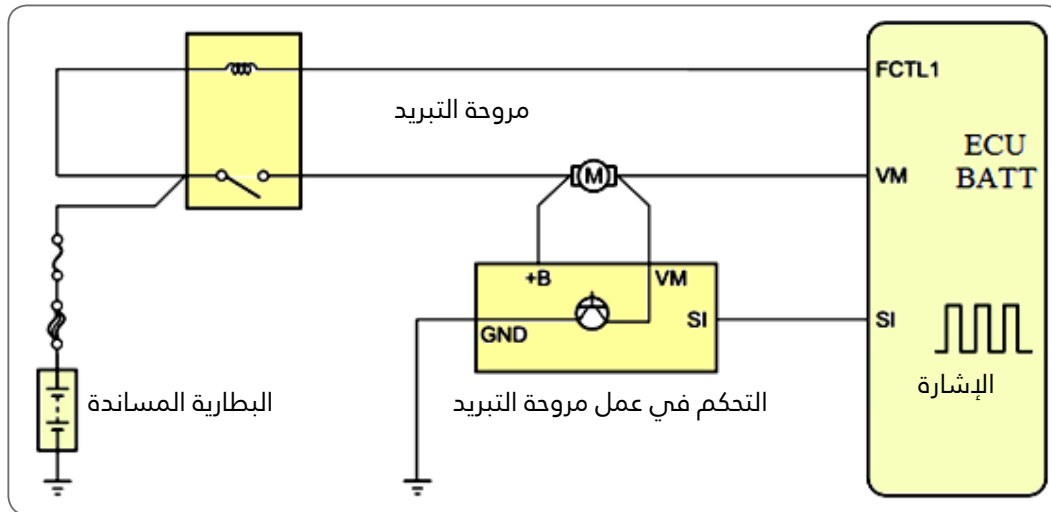 FCTL1
مروحة التبريد
ECU
BATT
VM
M
+B
VM
GND
SI
SI
الإشارة
البطارية المساندة
التحكم في عمل مروحة التبريد